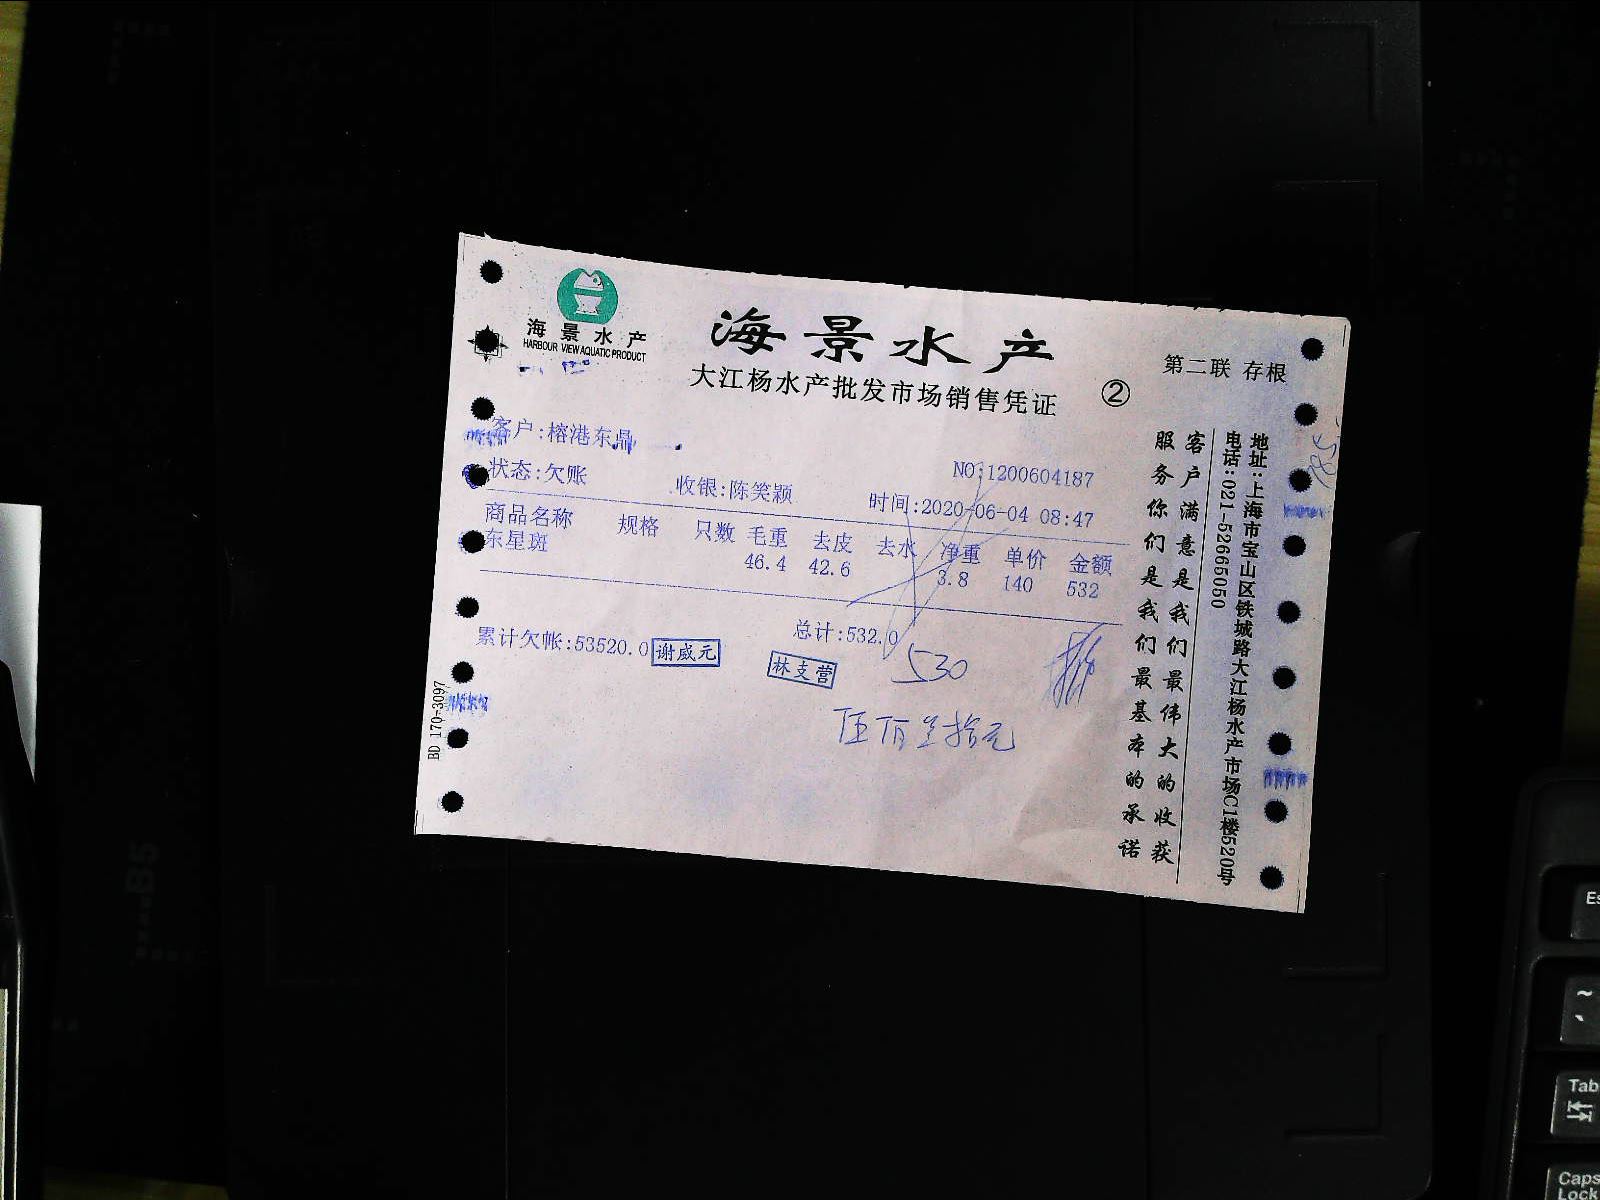 海景水产
HARBOUR VIEW AQUATIC PRODUCT
海景水产
大江杨水产批发市场销售凭证
②
第二联 存根
客户:榕港东鼎
NO:1200604187
状态:欠账 收银:陈笑颖 时间:2020-06-04 08:47
商品名称 规格 只数 毛重 去皮 去水 净重 单价 金额
东星斑 46.4 42.6 3.8 140 532
累计欠帐:53520.0 总计:532.0
谢威元
林支营
530
伍佰叁拾元
客户满意是我们最伟大的收获
服务你们是我们最基本的承诺
地址:上海市宝山区铁城路大江杨水产市场C1楼520号
电话:021-52665050
BD 170-3097
B5
Es
~
Tab
Caps
Lock